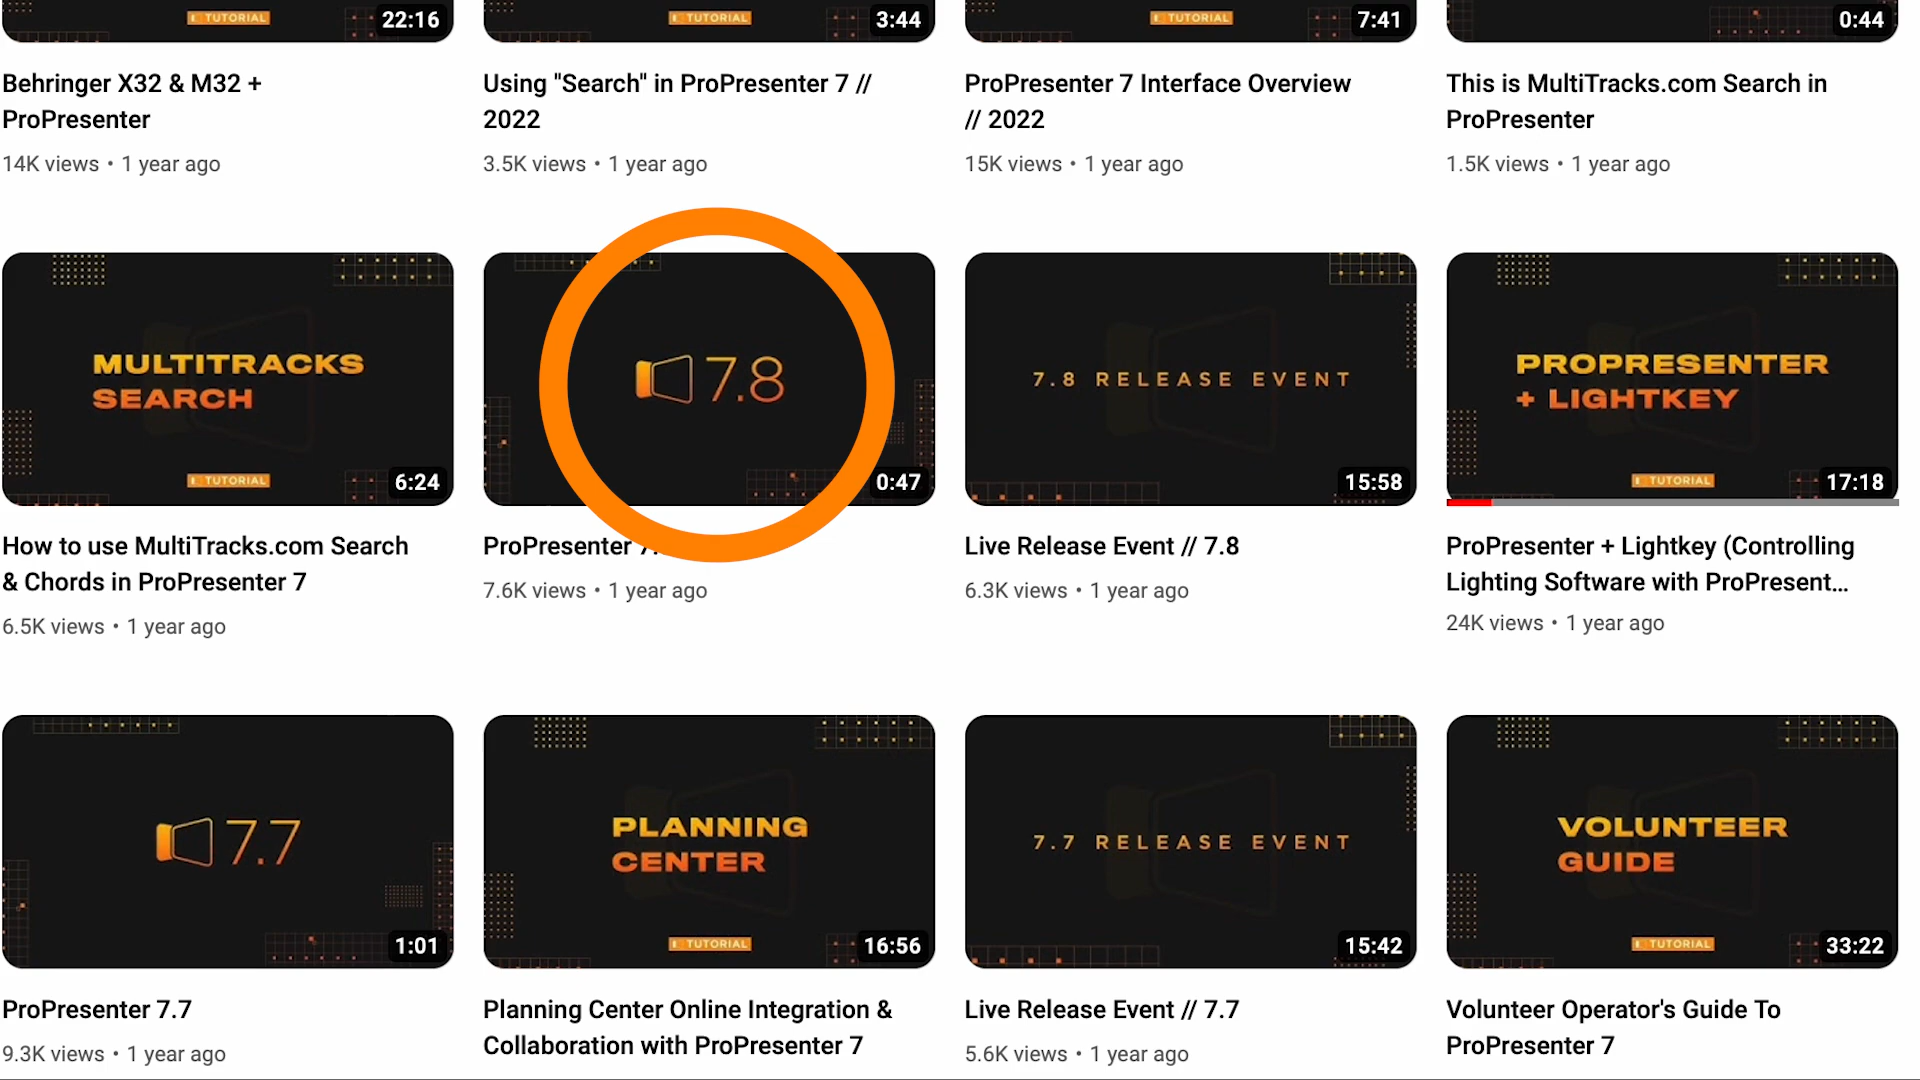 TUTORIAL
22:16
TUTORIAL
3:44
TUTORIAL
7:41
0:44
Behringer X32 & M32 +
ProPresenter
14K views • 1 year ago
Using "Search" in ProPresenter 7 //
2022
3.5K views • 1 year ago
ProPresenter 7 Interface Overview
// 2022
15K views • 1 year ago
This is MultiTracks.com Search in
ProPresenter
1.5K views • 1 year ago
MULTITRACKS
SEARCH
TUTORIAL
6:24
7.8
0:47
7.8 RELEASE EVENT
15:58
PROPRESENTER
+ LIGHTKEY
TUTORIAL
17:18
How to use MultiTracks.com Search
& Chords in ProPresenter 7
6.5K views • 1 year ago
ProPresenter
7.6K views • 1 year ago
Live Release Event // 7.8
6.3K views • 1 year ago
ProPresenter + Lightkey (Controlling
Lighting Software with ProPresent...
24K views • 1 year ago
7.7
1:01
PLANNING
CENTER
TUTORIAL
16:56
7.7 RELEASE EVENT
15:42
VOLUNTEER
GUIDE
TUTORIAL
33:22
ProPresenter 7.7
9.3K views • 1 year ago
Planning Center Online Integration &
Collaboration with ProPresenter 7
Live Release Event // 7.7
5.6K views • 1 year ago
Volunteer Operator's Guide To
ProPresenter 7